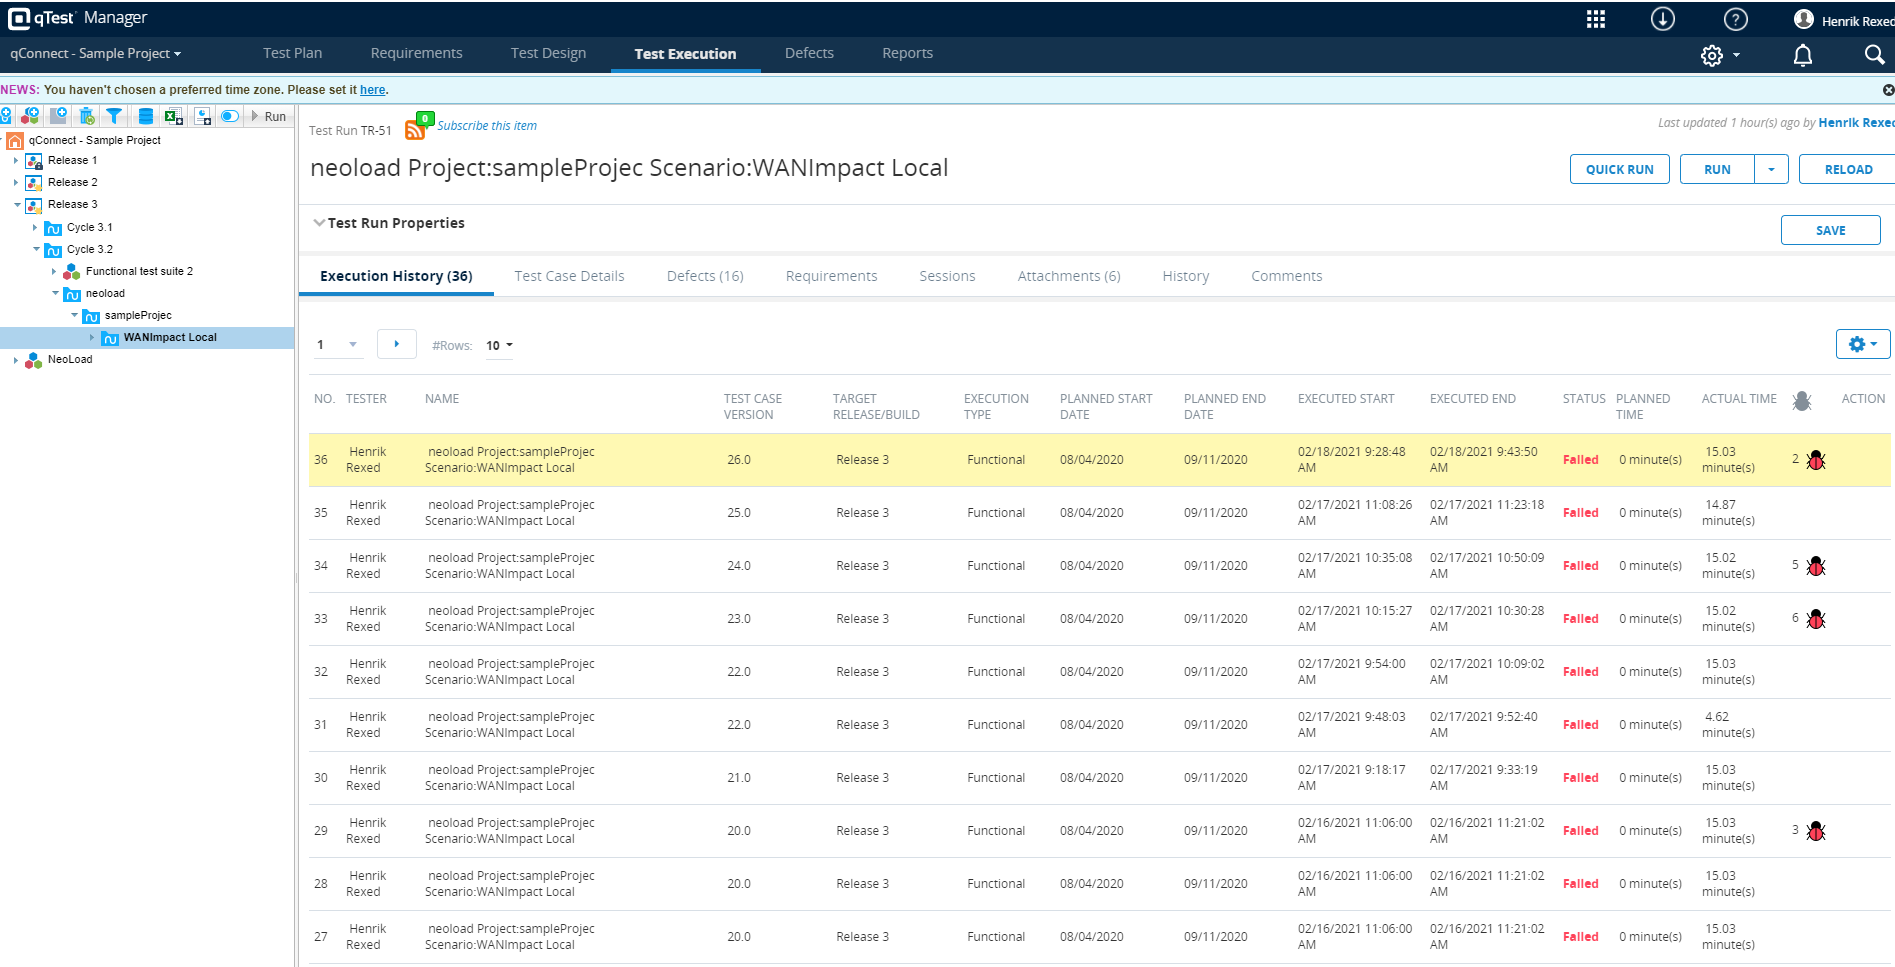 qTest Manager
Henrik Rexed
qConnect - Sample Project
Test Plan
Requirements
Test Design
Test Execution
Defects
Reports
NEWS: You haven't chosen a preferred time zone. Please set it here.
Run
qConnect - Sample Project
Release 1
Release 2
Release 3
Cycle 3.1
Cycle 3.2
Functional test suite 2
neoload
sampleProjec
WANImpact Local
NeoLoad
Test Run TR-51
0
Subscribe this item
Last updated 1 hour(s) ago by Henrik Rexed
neoload Project:sampleProjec Scenario:WANImpact Local
QUICK RUN
RUN
RELOAD
Test Run Properties
SAVE
Execution History (36)
Test Case Details
Defects (16)
Requirements
Sessions
Attachments (6)
History
Comments
1
#Rows: 10
NO. TESTER NAME TEST CASE VERSION TARGET RELEASE/BUILD EXECUTION TYPE PLANNED START DATE PLANNED END DATE EXECUTED START EXECUTED END STATUS PLANNED TIME ACTUAL TIME ACTION
36 Henrik Rexed neoload Project:sampleProjec Scenario:WANImpact Local 26.0 Release 3 Functional 08/04/2020 09/11/2020 02/18/2021 9:28:48 AM 02/18/2021 9:43:50 AM Failed 0 minute(s) 15.03 minute(s) 2
35 Henrik Rexed neoload Project:sampleProjec Scenario:WANImpact Local 25.0 Release 3 Functional 08/04/2020 09/11/2020 02/17/2021 11:08:26 AM 02/17/2021 11:23:18 AM Failed 0 minute(s) 14.87 minute(s)
34 Henrik Rexed neoload Project:sampleProjec Scenario:WANImpact Local 24.0 Release 3 Functional 08/04/2020 09/11/2020 02/17/2021 10:35:08 AM 02/17/2021 10:50:09 AM Failed 0 minute(s) 15.02 minute(s) 5
33 Henrik Rexed neoload Project:sampleProjec Scenario:WANImpact Local 23.0 Release 3 Functional 08/04/2020 09/11/2020 02/17/2021 10:15:27 AM 02/17/2021 10:30:28 AM Failed 0 minute(s) 15.02 minute(s) 6
32 Henrik Rexed neoload Project:sampleProjec Scenario:WANImpact Local 22.0 Release 3 Functional 08/04/2020 09/11/2020 02/17/2021 9:54:00 AM 02/17/2021 10:09:02 AM Failed 0 minute(s) 15.03 minute(s)
31 Henrik Rexed neoload Project:sampleProjec Scenario:WANImpact Local 22.0 Release 3 Functional 08/04/2020 09/11/2020 02/17/2021 9:48:03 AM 02/17/2021 9:52:40 AM Failed 0 minute(s) 4.62 minute(s)
30 Henrik Rexed neoload Project:sampleProjec Scenario:WANImpact Local 21.0 Release 3 Functional 08/04/2020 09/11/2020 02/17/2021 9:18:17 AM 02/17/2021 9:33:19 AM Failed 0 minute(s) 15.03 minute(s)
29 Henrik Rexed neoload Project:sampleProjec Scenario:WANImpact Local 20.0 Release 3 Functional 08/04/2020 09/11/2020 02/16/2021 11:06:00 AM 02/16/2021 11:21:02 AM Failed 0 minute(s) 15.03 minute(s) 3
28 Henrik Rexed neoload Project:sampleProjec Scenario:WANImpact Local 20.0 Release 3 Functional 08/04/2020 09/11/2020 02/16/2021 11:06:00 AM 02/16/2021 11:21:02 AM Failed 0 minute(s) 15.03 minute(s)
27 Henrik Rexed neoload Project:sampleProjec Scenario:WANImpact Local 20.0 Release 3 Functional 08/04/2020 09/11/2020 02/16/2021 11:06:00 AM 02/16/2021 11:21:02 AM Failed 0 minute(s) 15.03 minute(s)